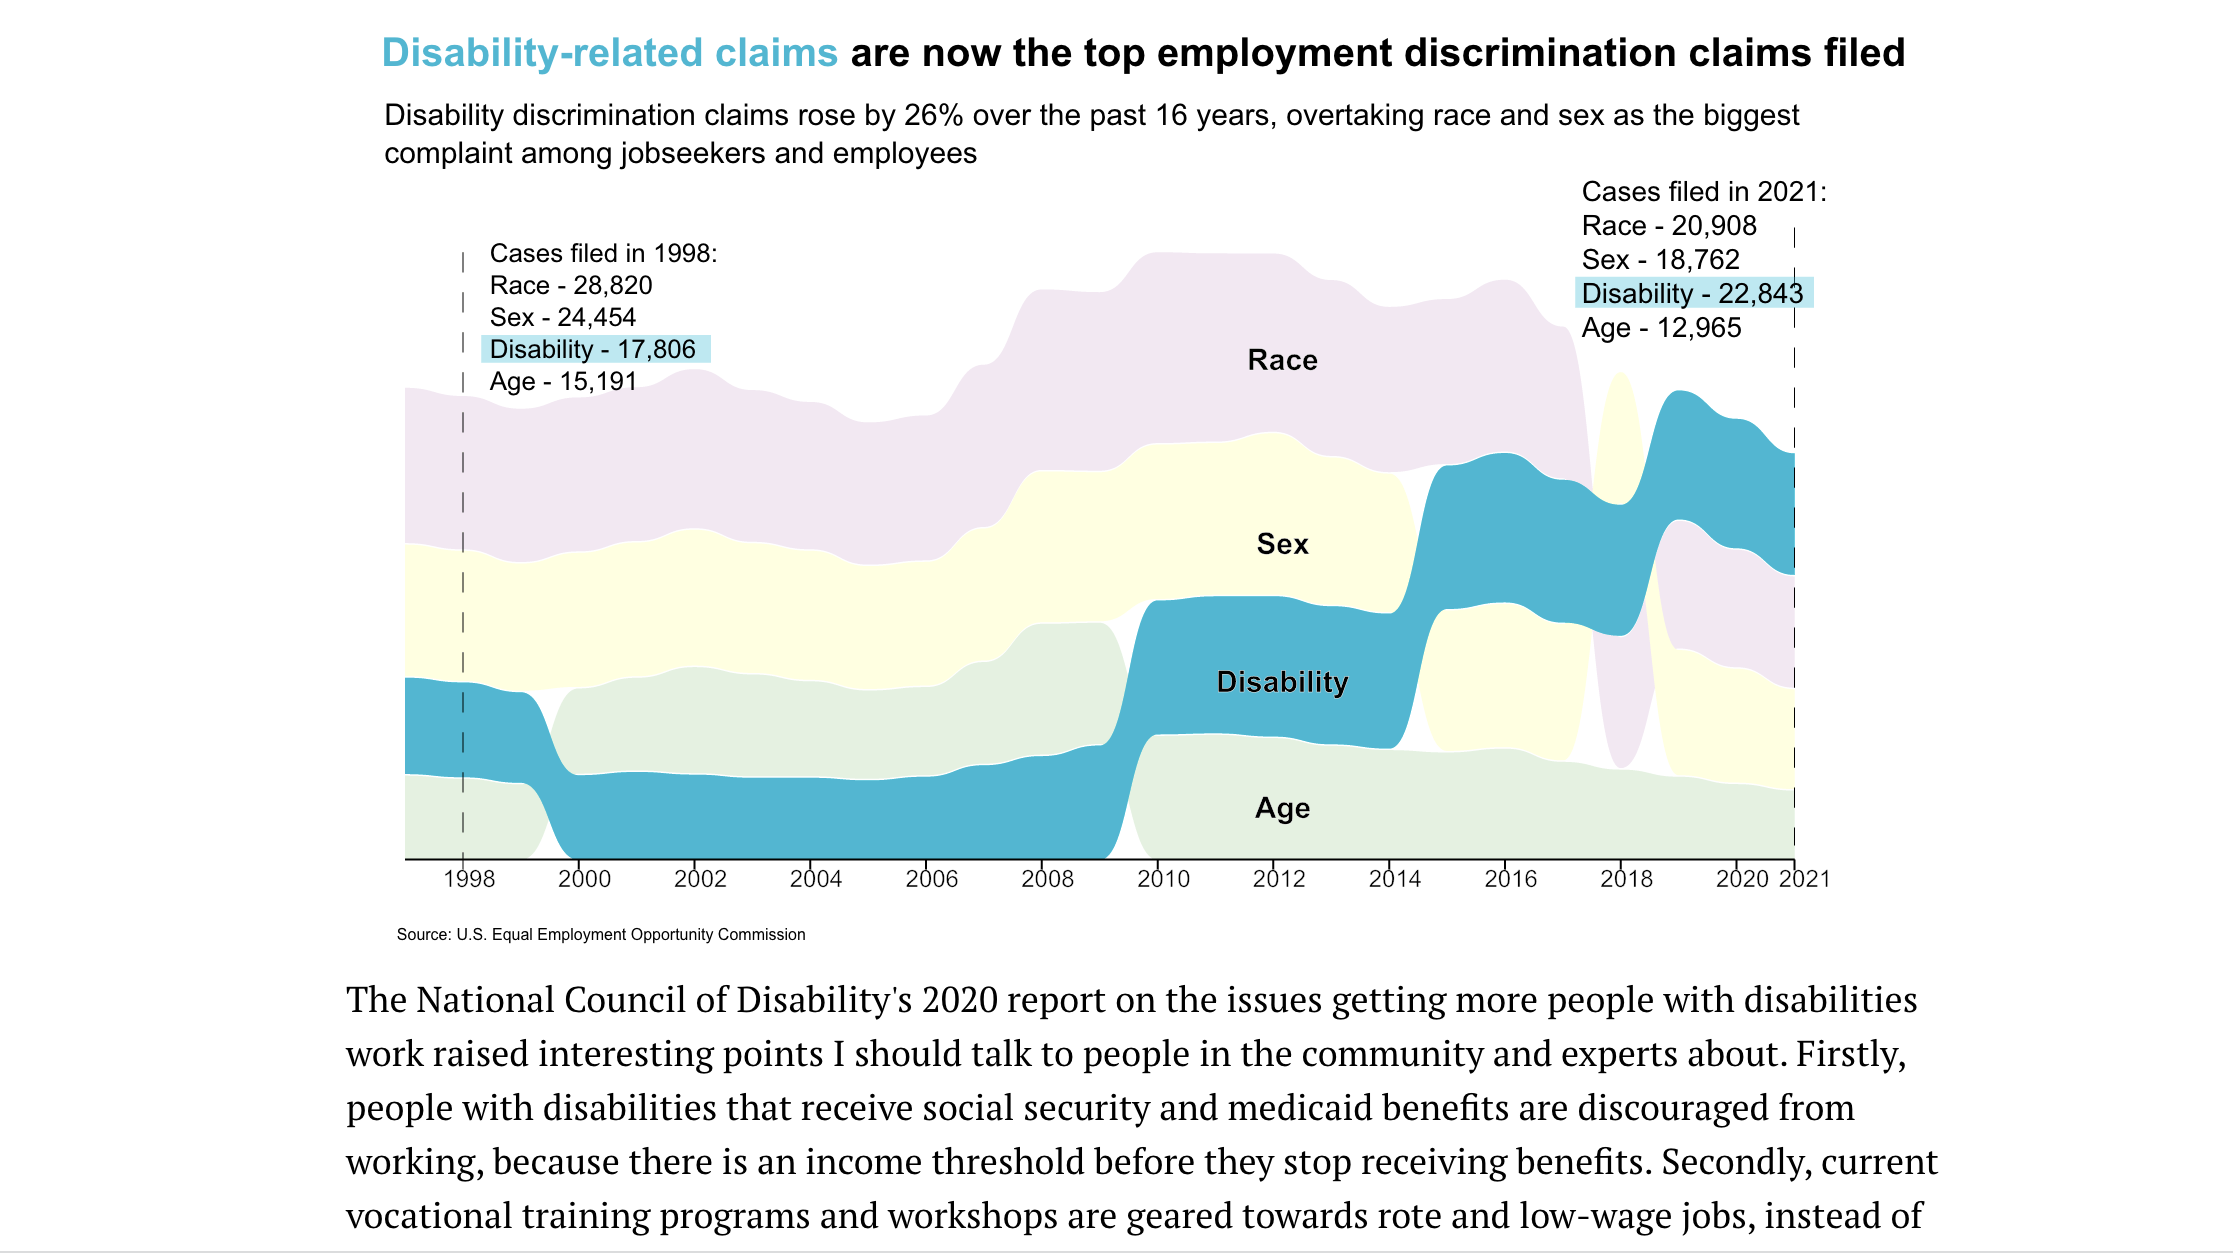 Disability-related claims are now the top employment discrimination claims filed
Disability discrimination claims rose by 26% over the past 16 years, overtaking race and sex as the biggest
complaint among jobseekers and employees
Cases filed in 1998:
Race - 28,820
Sex - 24,454
Disability - 17,806
Age - 15,191
Cases filed in 2021:
Race - 20,908
Sex - 18,762
Disability - 22,843
Age - 12,965
Race
Sex
Disability
Age
1998 2000 2002 2004 2006 2008 2010 2012 2014 2016 2018 2020 2021
Source: U.S. Equal Employment Opportunity Commission
The National Council of Disability's 2020 report on the issues getting more people with disabilities
work raised interesting points I should talk to people in the community and experts about. Firstly,
people with disabilities that receive social security and medicaid benefits are discouraged from
working, because there is an income threshold before they stop receiving benefits. Secondly, current
vocational training programs and workshops are geared towards rote and low-wage jobs, instead of